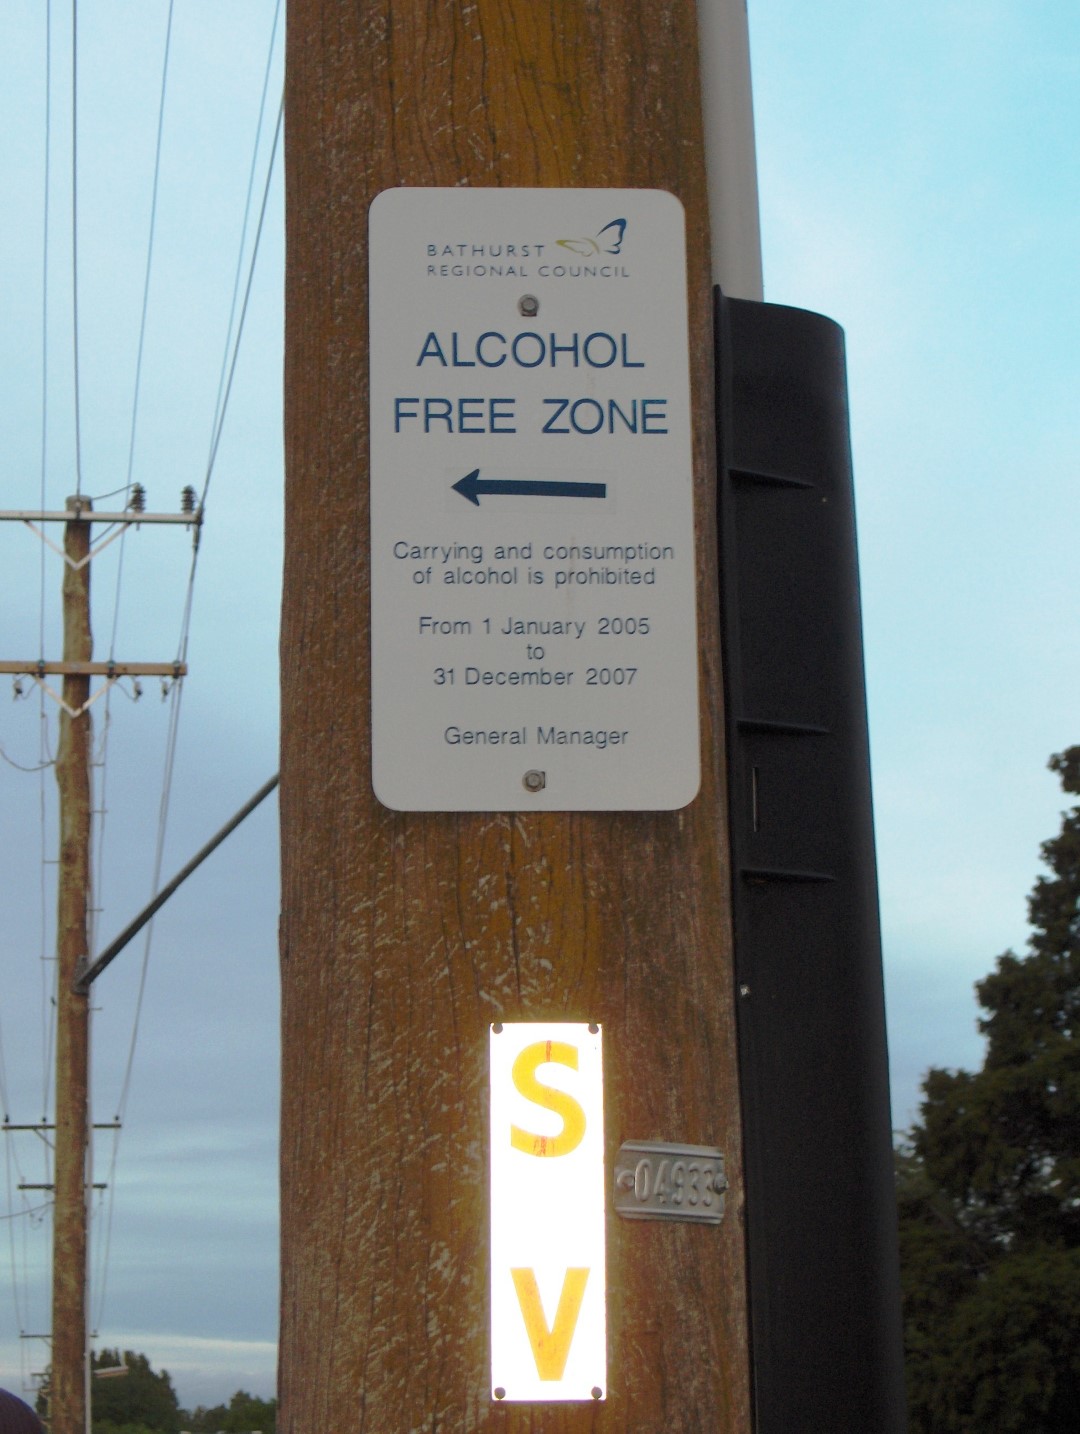 BATHURST
REGIONAL COUNCIL
ALCOHOL
FREE ZONE
Carrying and consumption
of alcohol is prohibited
From 1 January 2005
to
31 December 2007
General Manager
S
V
04933